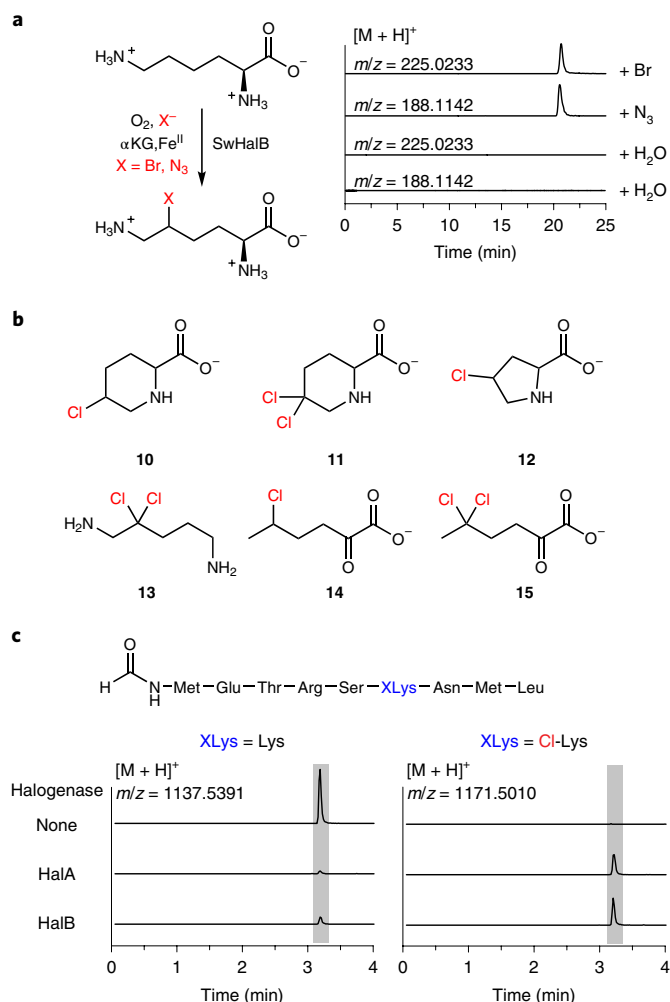 a
H₃N⁺ O O⁻ ⁺NH₃
O₂, X⁻
αKG,Feᴵᴵ SwHalB
X = Br, N₃
X
H₃N⁺ O O⁻ ⁺NH₃
[M + H]⁺
m/z = 225.0233 + Br
m/z = 188.1142 + N₃
m/z = 225.0233 + H₂O
m/z = 188.1142 + H₂O
0 5 10 15 20 25
Time (min)
b
O O⁻ NH Cl
10
O O⁻ NH Cl Cl
11
O O⁻ NH Cl
12
Cl Cl H₂N NH₂
13
Cl O O⁻ O
14
Cl Cl O O⁻ O
15
c
O
H N H Met Glu Thr Arg Ser XLys Asn Met Leu
XLys = Lys
XLys = Cl-Lys
[M + H]⁺
[M + H]⁺
Halogenase m/z = 1137.5391
m/z = 1171.5010
None
HalA
HalB
0 1 2 3 4
0 1 2 3 4
Time (min)
Time (min)